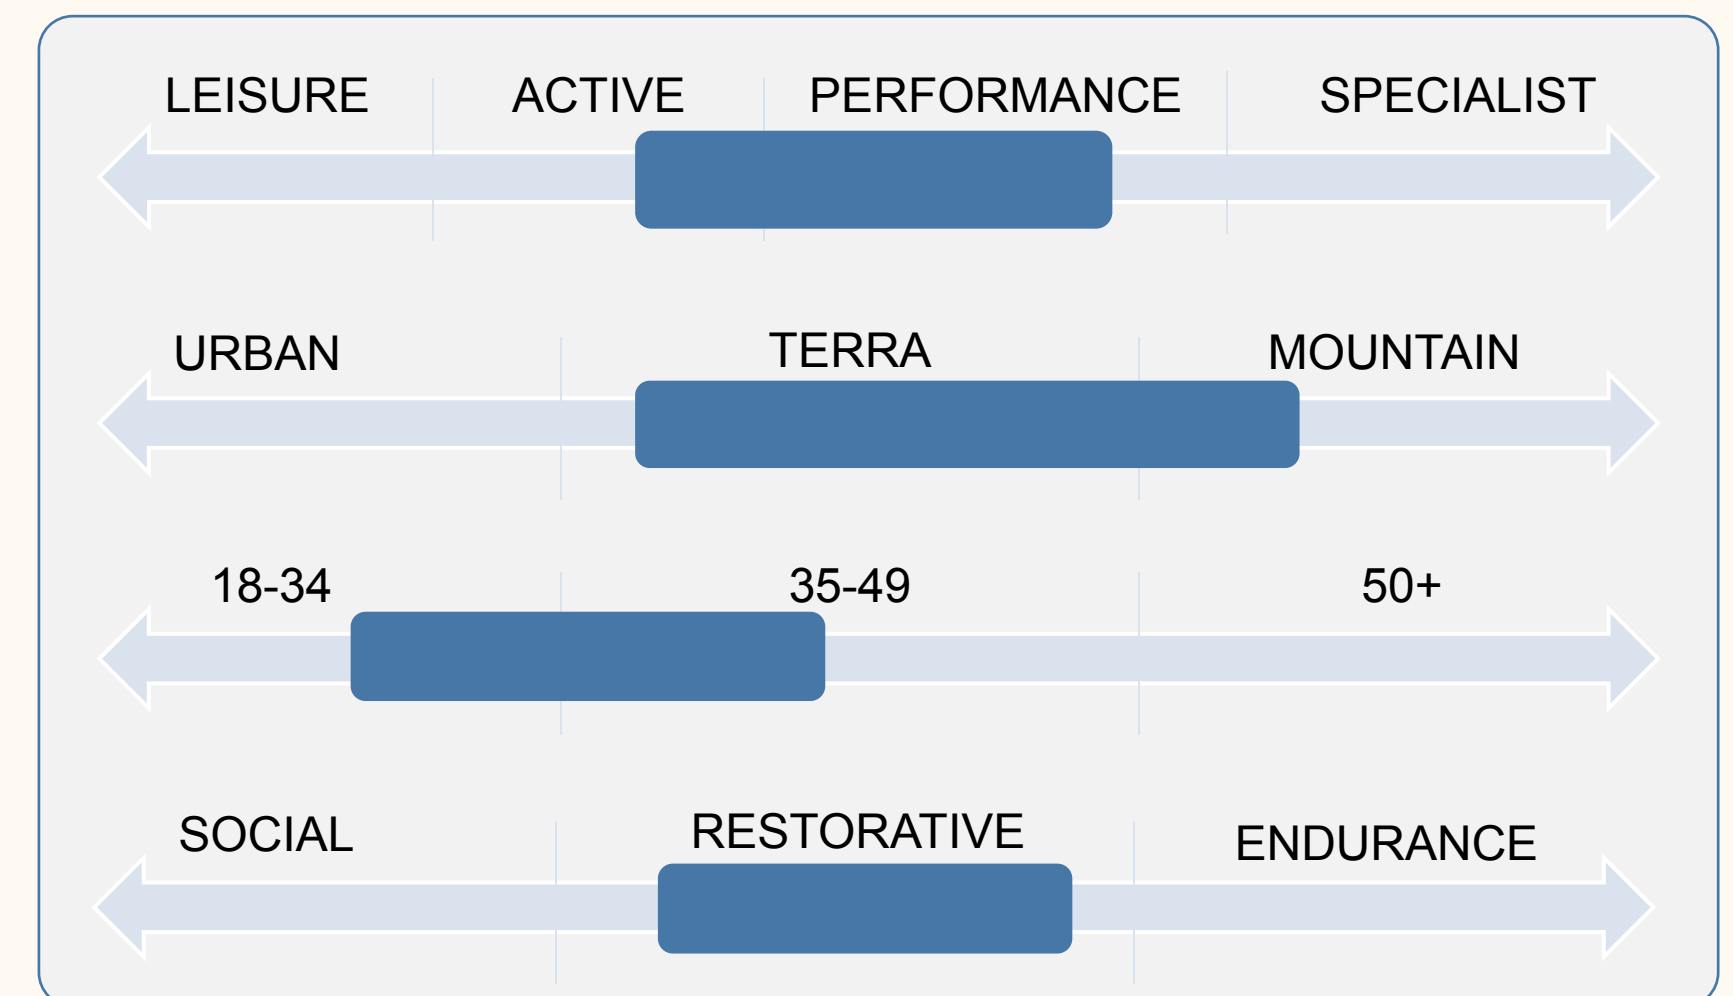 LEISURE ACTIVE PERFORMANCE SPECIALIST
URBAN TERRA MOUNTAIN
18-34 35-49 50+
SOCIAL RESTORATIVE ENDURANCE